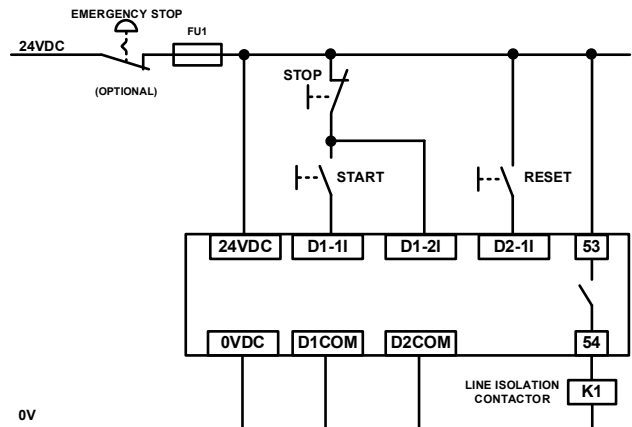 EMERGENCY STOP
24VDC
FU1
(OPTIONAL)
STOP
START
RESET
24VDC
D1-1I
D1-2I
D2-1I
53
0VDC
D1COM
D2COM
54
LINE ISOLATION
CONTACTOR
K1
0V